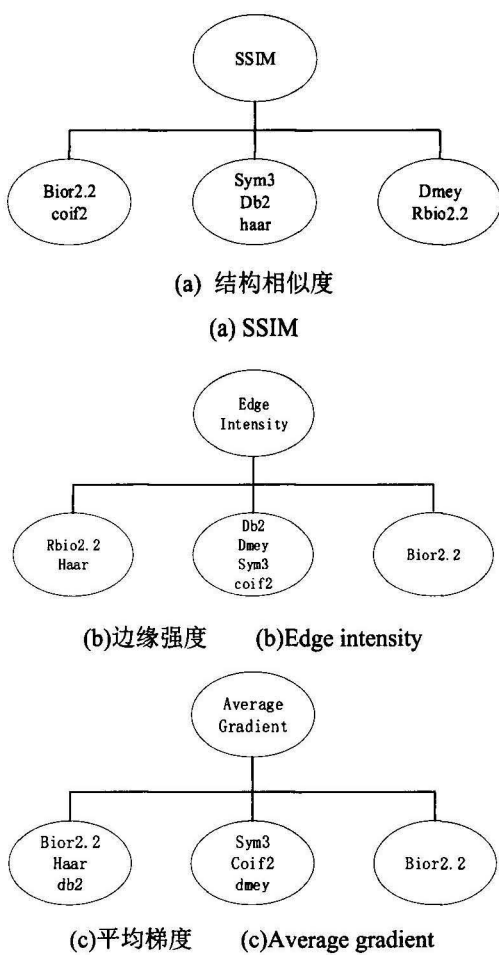 SSIM
Bior2.2
coif2
Sym3
Db2
haar
Dmey
Rbio2.2
(a) 结构相似度
(a) SSIM
Edge
Intensity
Rbio2.2
Haar
Db2
Dmey
Sym3
coif2
Bior2.2
(b)边缘强度 (b)Edge intensity
Average
Gradient
Bior2.2
Haar
db2
Sym3
Coif2
dmey
Bior2.2
(c)平均梯度 (c)Average gradient